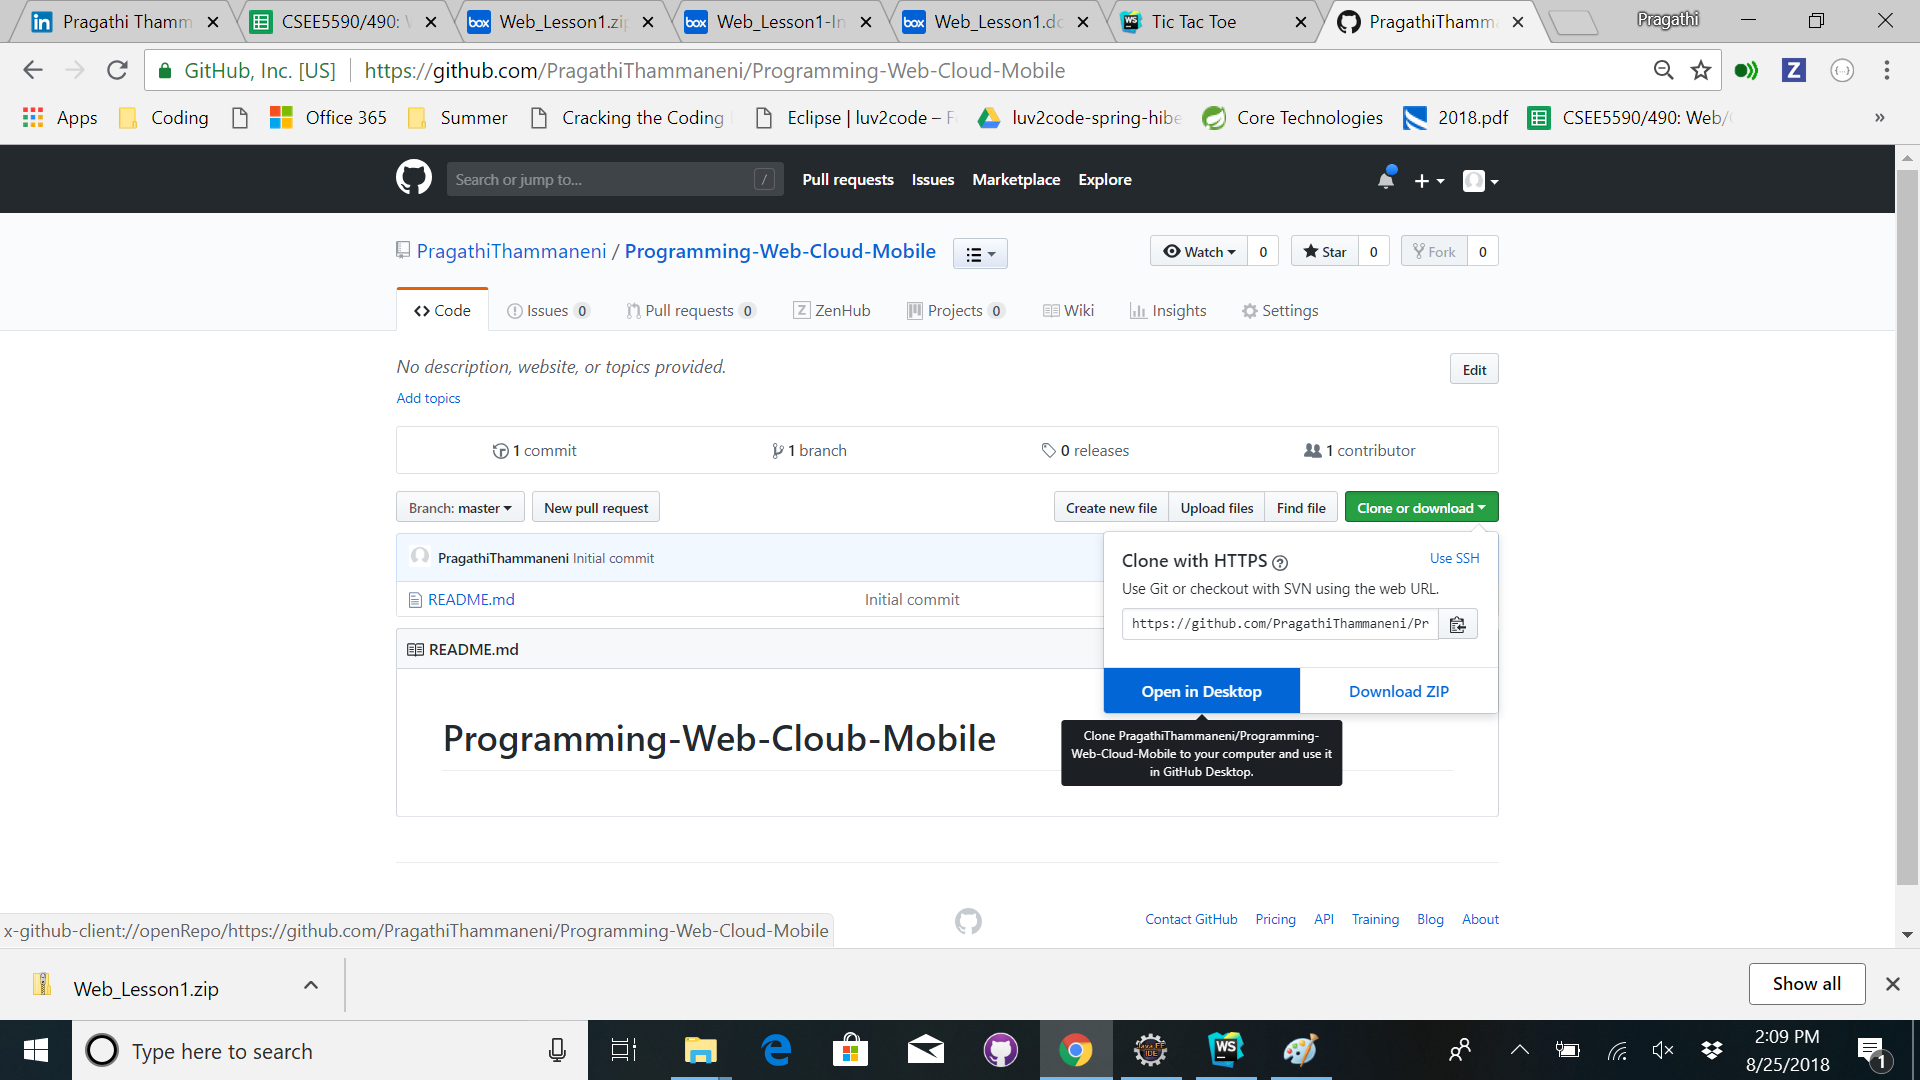 Pragathi Thamm
CSEE5590/490:
Web_Lesson1.zi
Web_Lesson1-In
Web_Lesson1.do
Tic Tac Toe
PragathiThamma
Pragathi
GitHub, Inc. [US]
https://github.com/PragathiThammaneni/Programming-Web-Cloud-Mobile
Apps
Coding
Office 365
Summer
Cracking the Coding
Eclipse | luv2code – F
luv2code-spring-hibe
Core Technologies
2018.pdf
CSEE5590/490: Web/
»
Search or jump to...
/
Pull requests
Issues
Marketplace
Explore
PragathiThammaneni / Programming-Web-Cloud-Mobile
Watch 0
Star 0
Fork 0
Code
Issues 0
Pull requests 0
ZenHub
Projects 0
Wiki
Insights
Settings
No description, website, or topics provided.
Edit
Add topics
1 commit
1 branch
0 releases
1 contributor
Branch: master
New pull request
Create new file
Upload files
Find file
Clone or download
PragathiThammaneni Initial commit
README.md
Initial commit
Clone with HTTPS
Use SSH
Use Git or checkout with SVN using the web URL.
https://github.com/PragathiThammaneni/Pr
Open in Desktop
Download ZIP
README.md
Programming-Web-Cloub-Mobile
Clone PragathiThammaneni/Programming-
Web-Cloud-Mobile to your computer and use it
in GitHub Desktop.
Contact GitHub
Pricing
API
Training
Blog
About
x-github-client://openRepo/https://github.com/PragathiThammaneni/Programming-Web-Cloud-Mobile
Web_Lesson1.zip
Show all
Type here to search
2:09 PM
8/25/2018
1